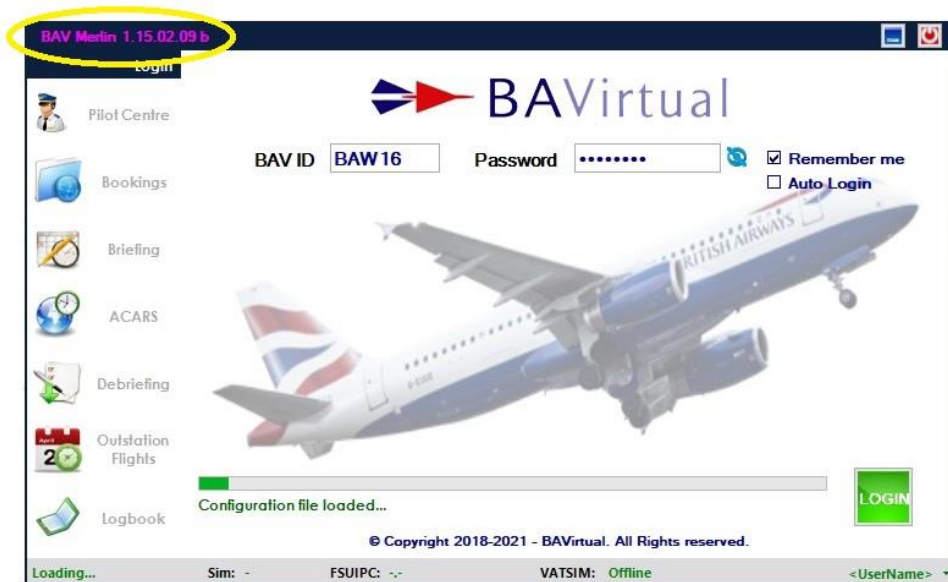 BAV Merlin 1.15.02.09 b
Login
Pilot Centre
Bookings
Briefing
ACARS
Debriefing
April
2
Outstation
Flights
Logbook
BAVirtual
BAV ID BAW16 Password •••••••• Remember me
Auto Login
BRITISH AIRWAYS
Configuration file loaded...
LOGIN
© Copyright 2018-2021 - BAVirtual. All Rights reserved.
Loading... Sim: - FSUIPC: -.- VATSIM: Offline <UserName>